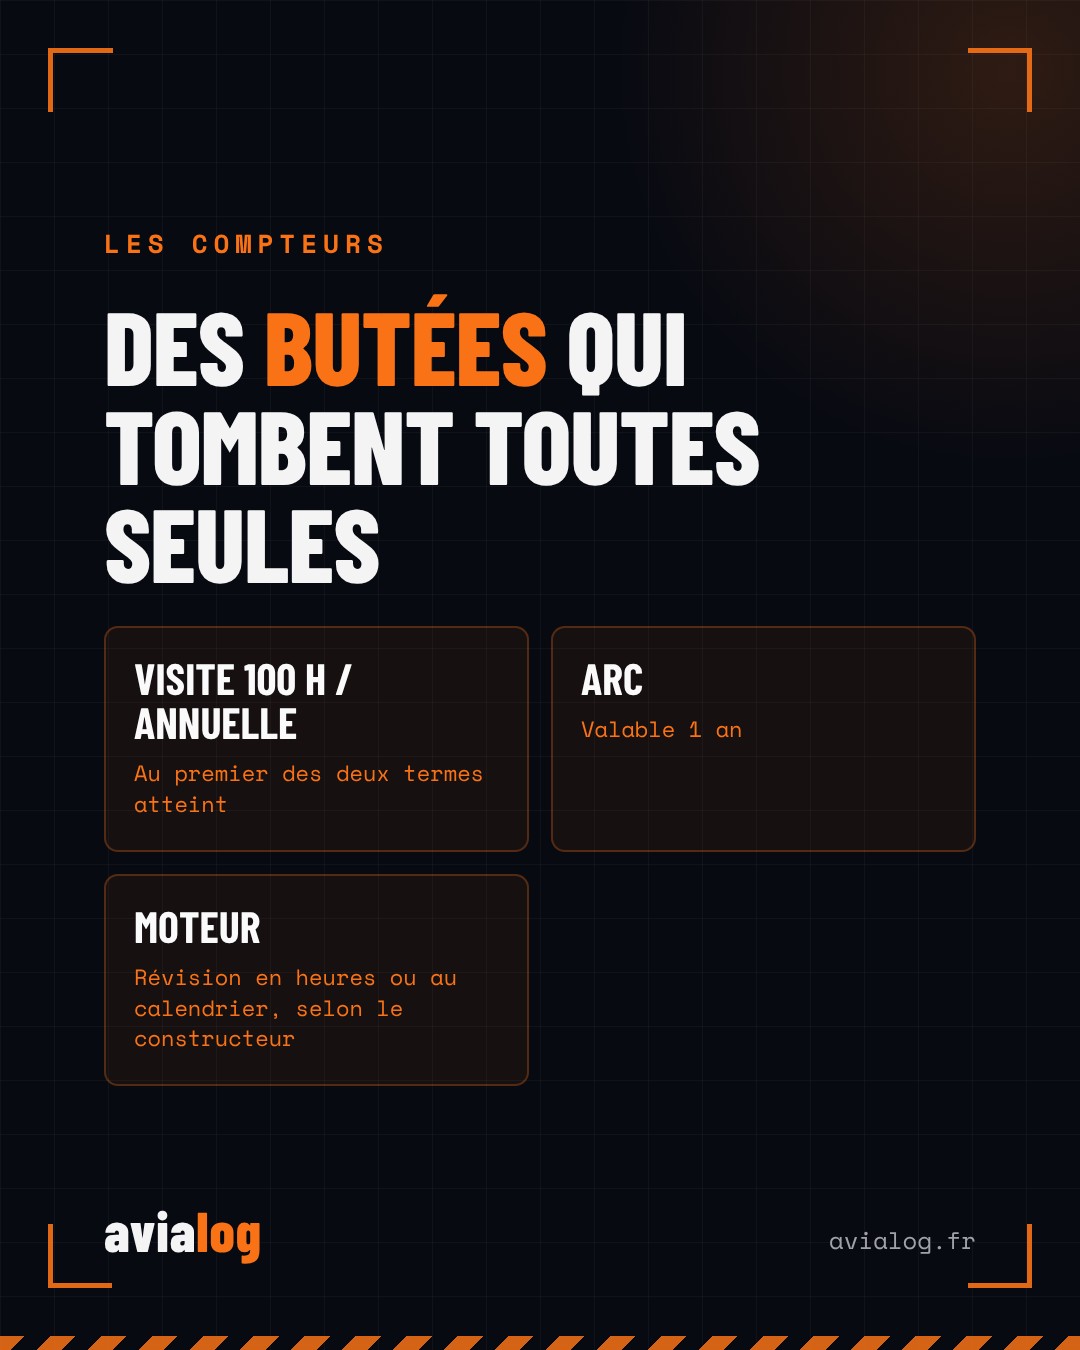 LES COMPTEURS
DES BUTÉES QUI
TOMBENT TOUTES
SEULES
VISITE 100 H /
ANNUELLE
Au premier des deux termes
atteint
ARC
Valable 1 an
MOTEUR
Révision en heures ou au
calendrier, selon le
constructeur
avialog
avialog.fr